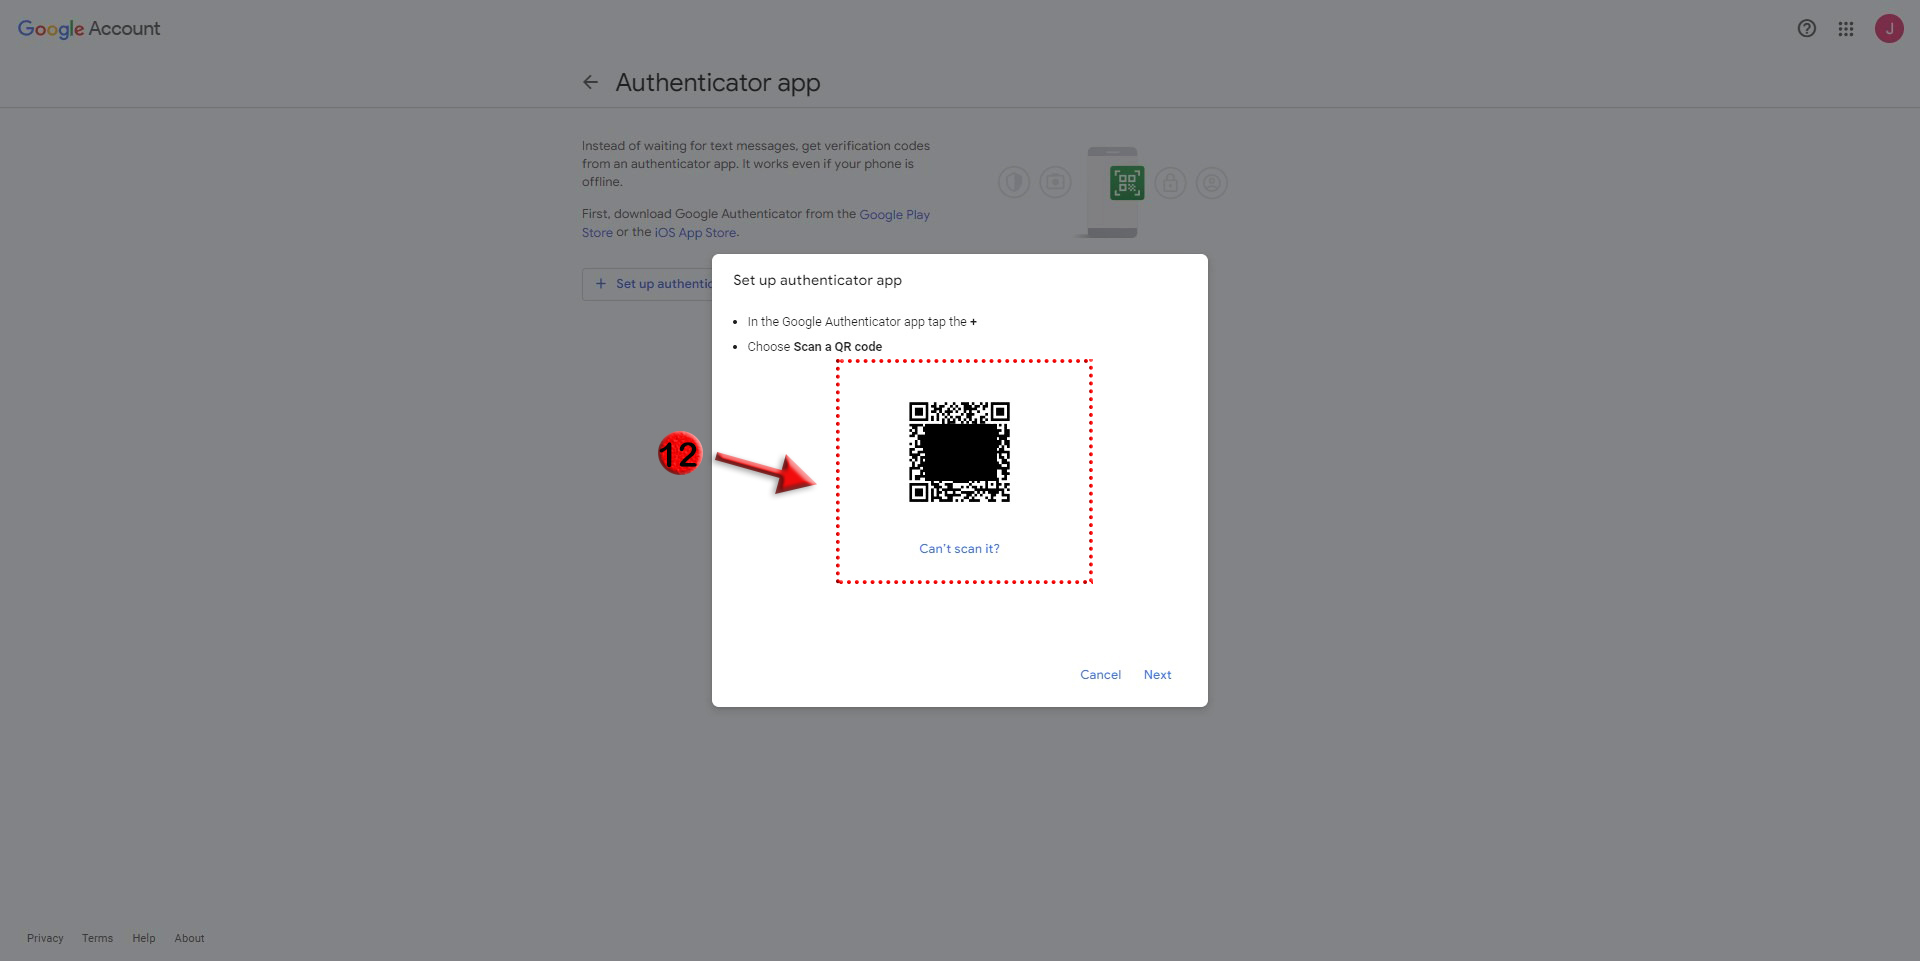 Google Account
J
Authenticator app
Instead of waiting for text messages, get verification codes
from an authenticator app. It works even if your phone is
offline.
First, download Google Authenticator from the Google Play
Store or the iOS App Store.
+ Set up authentic
Set up authenticator app
• In the Google Authenticator app tap the +
• Choose Scan a QR code
12
Can't scan it?
Cancel Next
Privacy Terms Help About